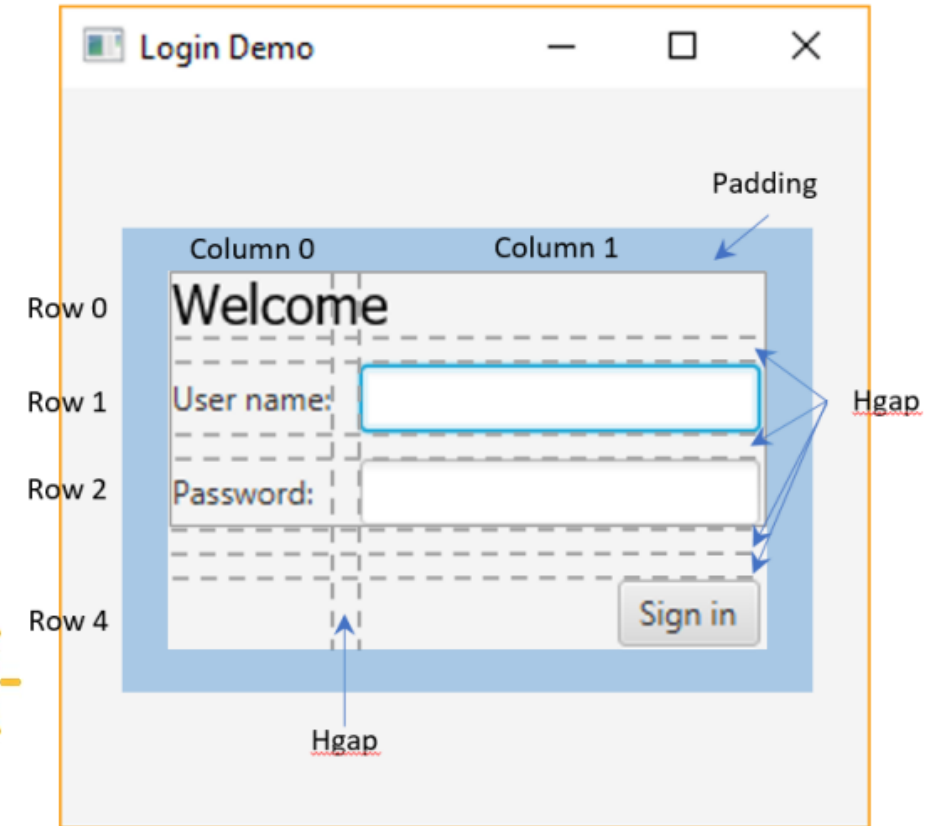 Login Demo
Padding
Column 0 Column 1
Row 0 Welcome
Row 1 User name: Hgap
Row 2 Password:
Row 4 Sign in
Hgap